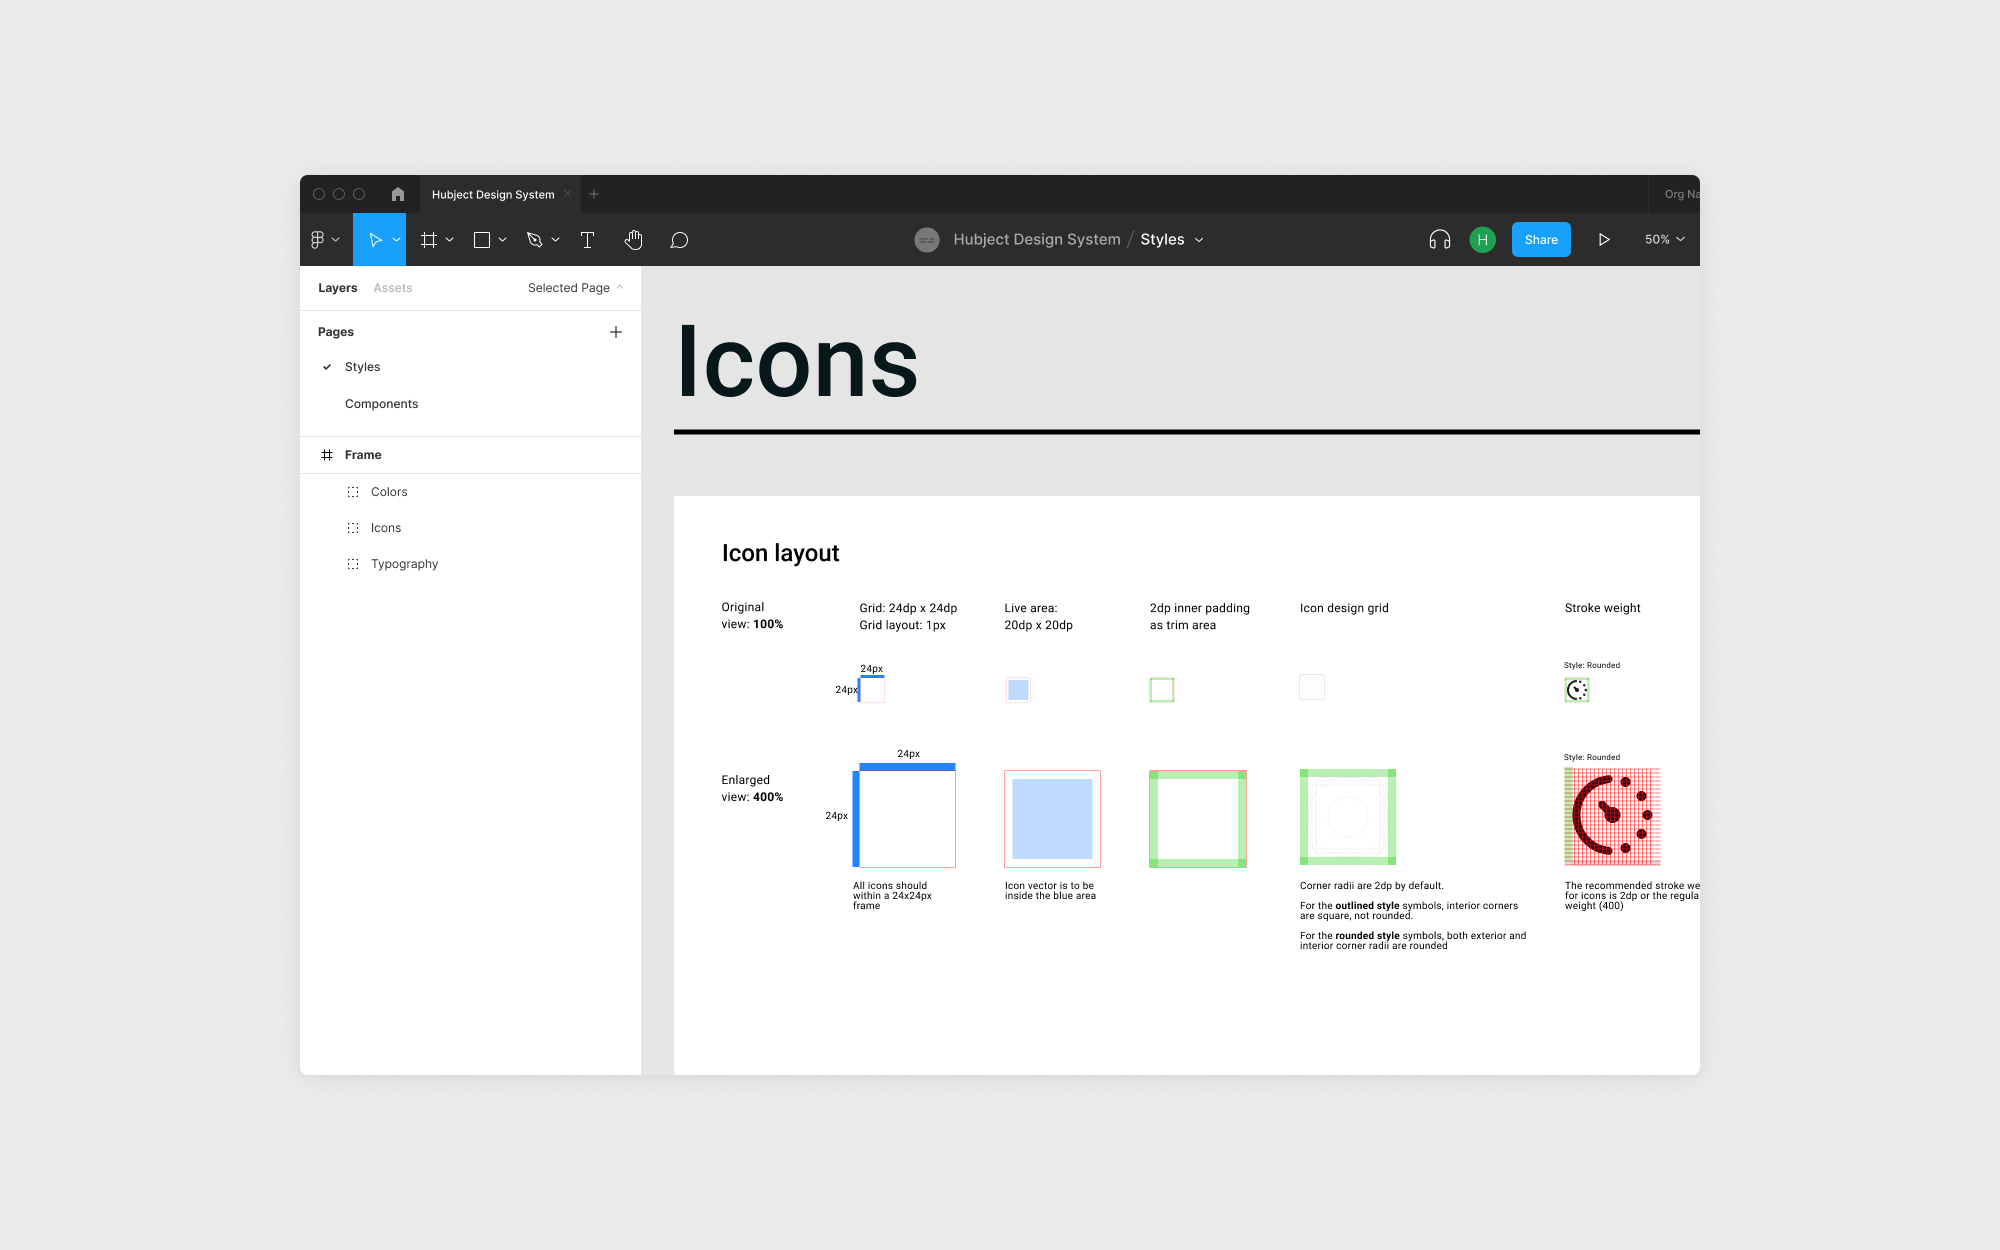 Hubject Design System
Org Na
Hubject Design System / Styles
H
Share
50%
Layers
Assets
Selected Page
Pages
Styles
Components
Frame
Colors
Icons
Typography
Icons
Icon layout
Original
view: 100%
Grid: 24dp x 24dp
Grid layout: 1px
Live area:
20dp x 20dp
2dp inner padding
as trim area
Icon design grid
Stroke weight
24px
24px
Style: Rounded
Enlarged
view: 400%
24px
24px
Style: Rounded
All icons should
within a 24x24px
frame
Icon vector is to be
inside the blue area
Corner radii are 2dp by default.
For the outlined style symbols, interior corners
are square, not rounded.
For the rounded style symbols, both exterior and
interior corner radii are rounded
The recommended stroke we
for icons is 2dp or the regula
weight (400)